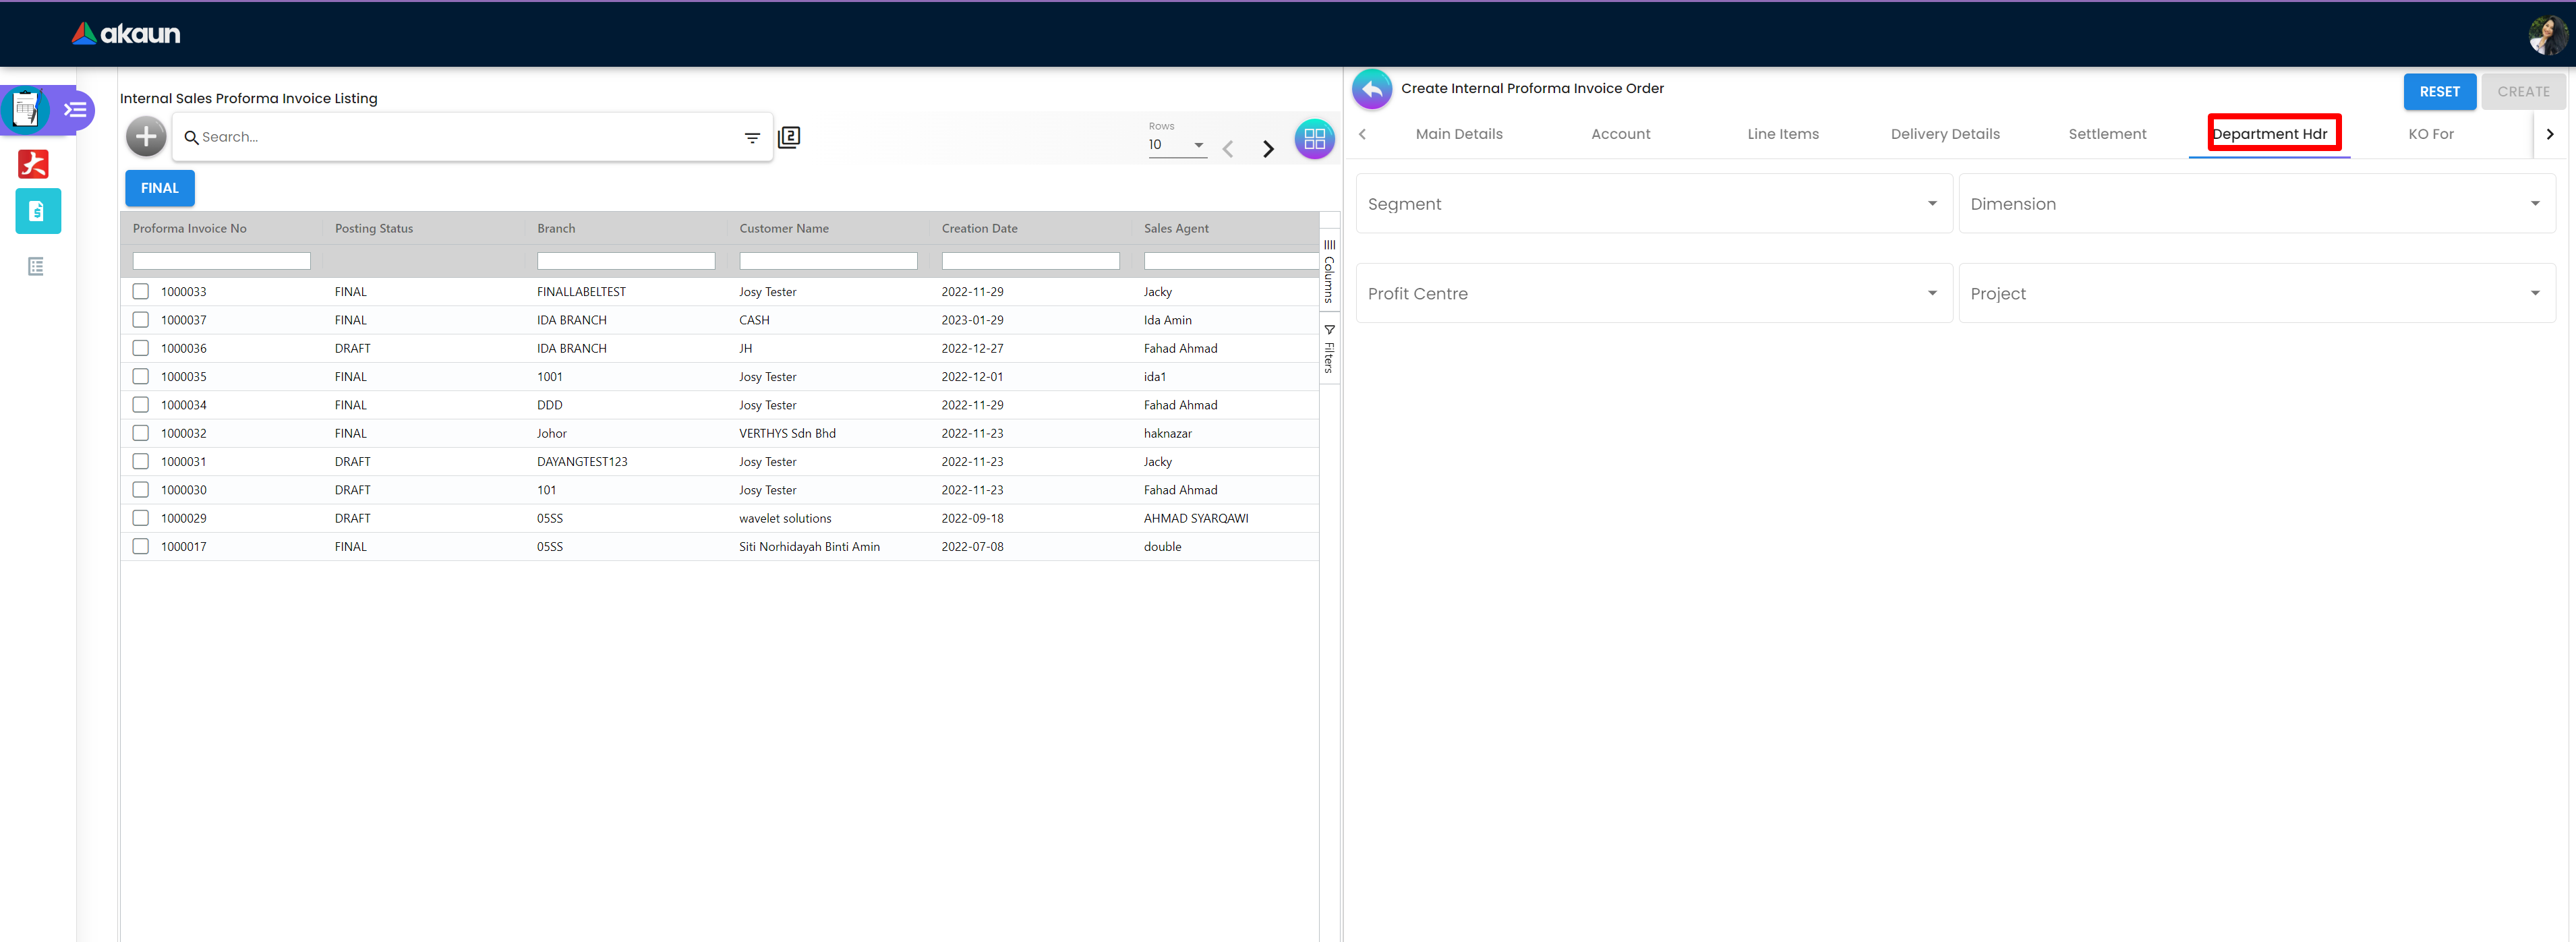 akaun
Internal Sales Proforma Invoice Listing
Search...
2
Rows
10
FINAL
Proforma Invoice No Posting Status Branch Customer Name Creation Date Sales Agent
1000033 FINAL FINALLABELTEST Josy Tester 2022-11-29 Jacky
1000037 FINAL IDA BRANCH CASH 2023-01-29 Ida Amin
1000036 DRAFT IDA BRANCH JH 2022-12-27 Fahad Ahmad
1000035 FINAL 1001 Josy Tester 2022-12-01 ida1
1000034 FINAL DDD Josy Tester 2022-11-29 Fahad Ahmad
1000032 FINAL Johor VERTHYS Sdn Bhd 2022-11-23 haknazar
1000031 DRAFT DAYANGTEST123 Josy Tester 2022-11-23 Jacky
1000030 DRAFT 101 Josy Tester 2022-11-23 Fahad Ahmad
1000029 DRAFT 05SS wavelet solutions 2022-09-18 AHMAD SYARQAWI
1000017 FINAL 05SS Siti Norhidayah Binti Amin 2022-07-08 double
Columns
Filters
Create Internal Proforma Invoice Order
RESET CREATE
Main Details Account Line Items Delivery Details Settlement Department Hdr KO For
Segment Dimension
Profit Centre Project